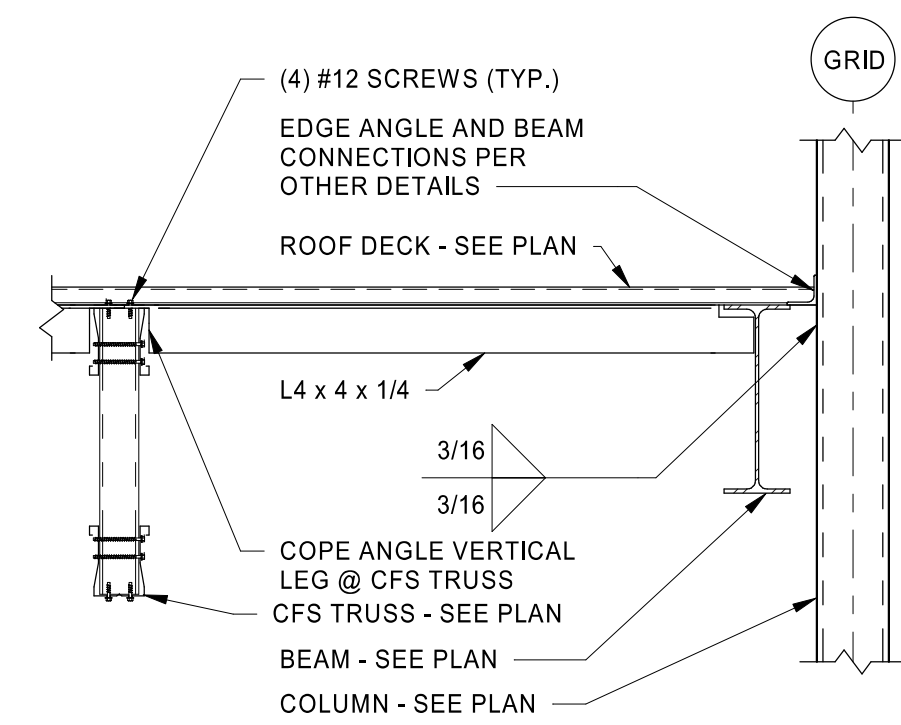 GRID
(4) #12 SCREWS (TYP.)
EDGE ANGLE AND BEAM
CONNECTIONS PER
OTHER DETAILS
ROOF DECK - SEE PLAN
L4 x 4 x 1/4
3/16
3/16
COPE ANGLE VERTICAL
LEG @ CFS TRUSS
CFS TRUSS - SEE PLAN
BEAM - SEE PLAN
COLUMN - SEE PLAN